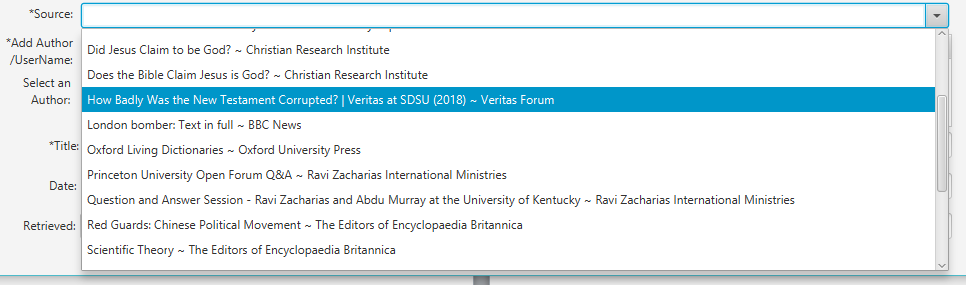 *Source:
*Add Author
/UserName:
Select an
Author:
*Title:
Date:
Retrieved:
Did Jesus Claim to be God? ~ Christian Research Institute
Does the Bible Claim Jesus is God? ~ Christian Research Institute
How Badly Was the New Testament Corrupted? | Veritas at SDSU (2018) ~ Veritas Forum
London bomber: Text in full ~ BBC News
Oxford Living Dictionaries ~ Oxford University Press
Princeton University Open Forum Q&A ~ Ravi Zacharias International Ministries
Question and Answer Session - Ravi Zacharias and Abdu Murray at the University of Kentucky ~ Ravi Zacharias International Ministries
Red Guards: Chinese Political Movement ~ The Editors of Encyclopaedia Britannica
Scientific Theory ~ The Editors of Encyclopaedia Britannica